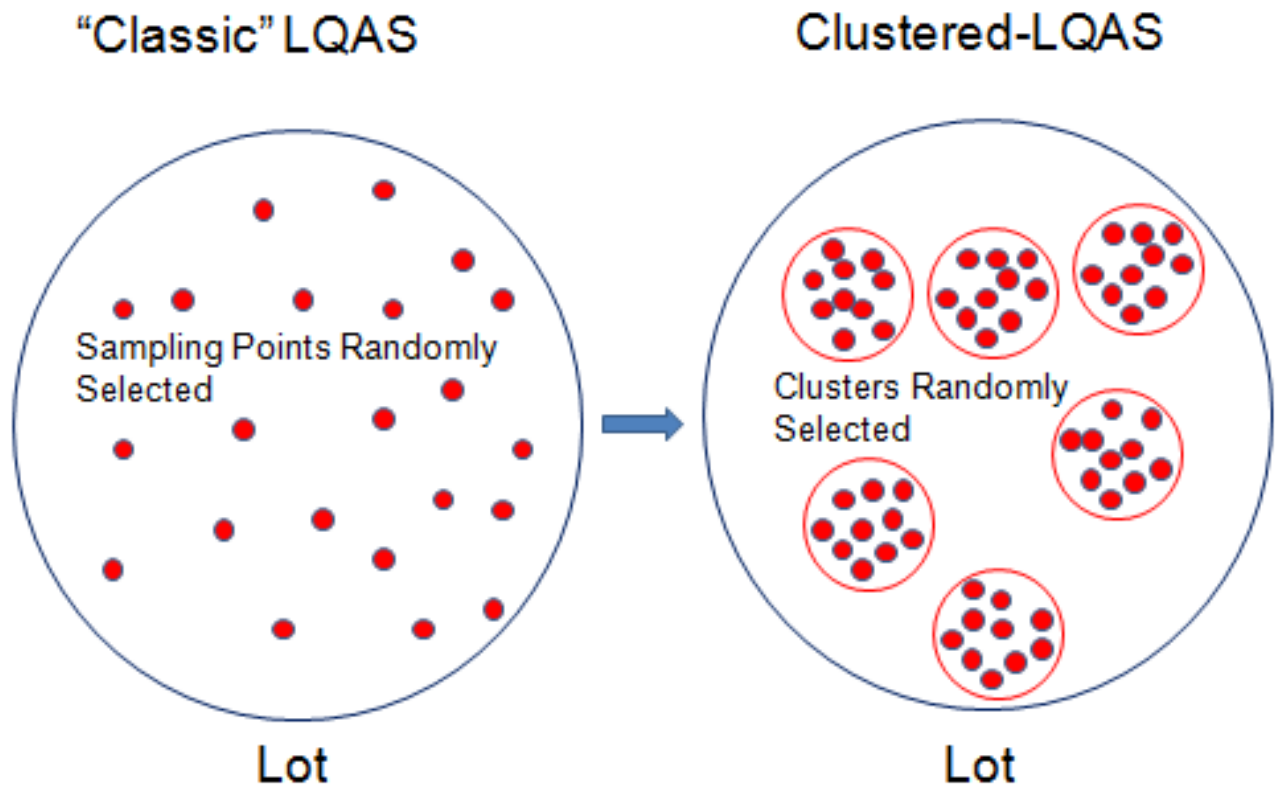 “Classic” LQAS
Clustered-LQAS
Sampling Points Randomly
Selected
Clusters Randomly
Selected
Lot
Lot